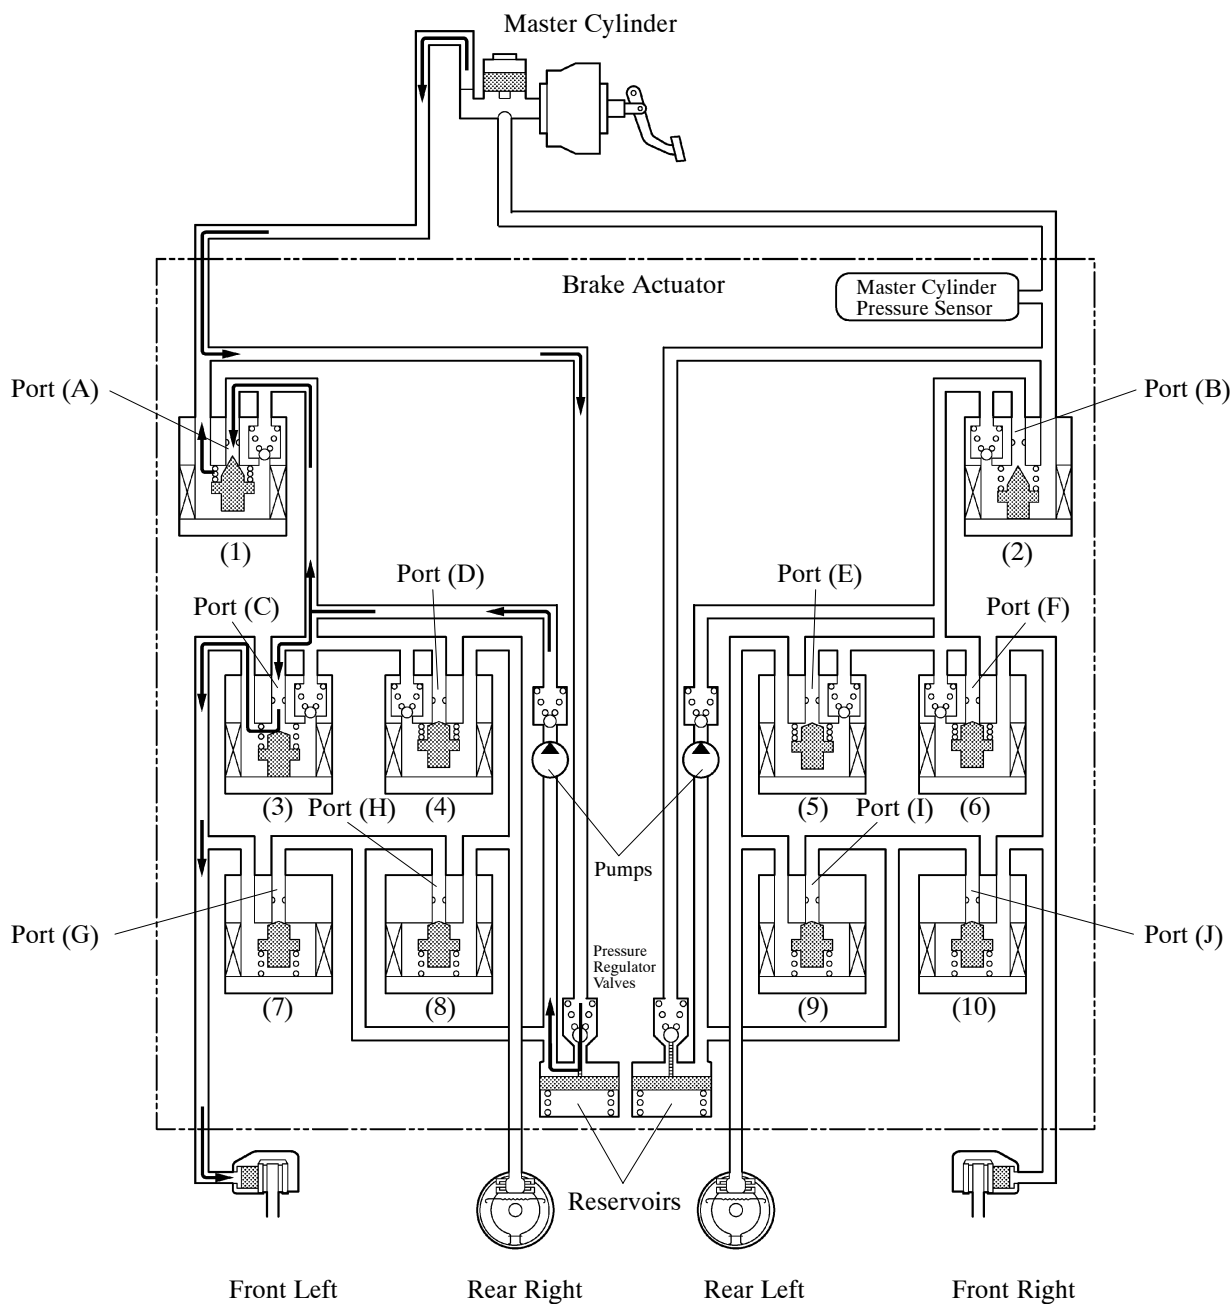 Master Cylinder
Brake Actuator
Master Cylinder
Pressure Sensor
Port (A)
Port (B)
(1)
(2)
Port (D)
Port (E)
Port (C)
Port (F)
(3)
(4)
(5)
(6)
Port (H)
Port (I)
Pumps
Port (G)
Port (J)
Pressure
Regulator
Valves
(7)
(8)
(9)
(10)
Reservoirs
Front Left
Rear Right
Rear Left
Front Right